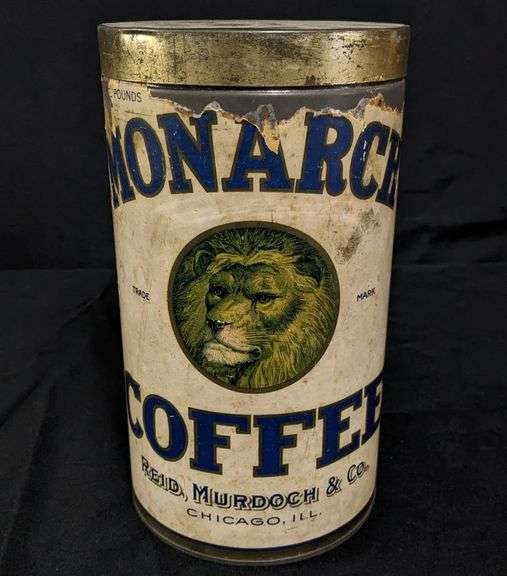 POUNDS
MONARCH
TRADE MARK
COFFEE
REID, MURDOCH & CO.
CHICAGO, ILL.